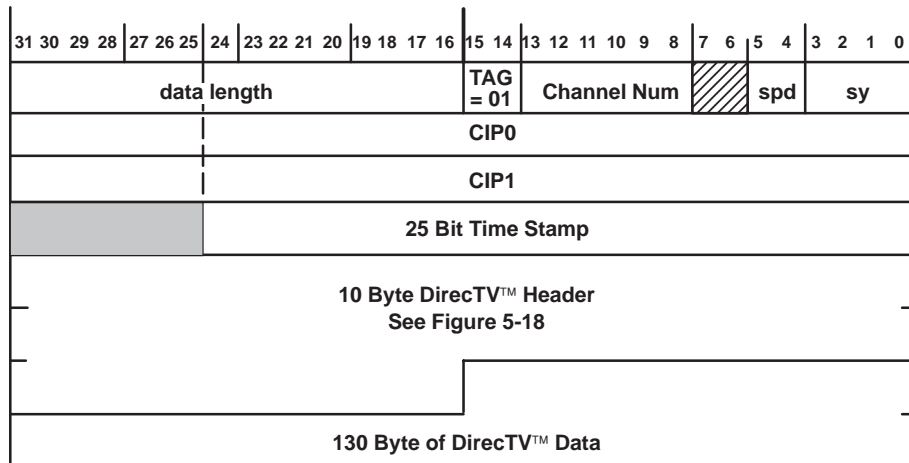 31 30 29 28 27 26 25 24 23 22 21 20 19 18 17 16 15 14 13 12 11 10 9 8 7 6 5 4 3 2 1 0
data length TAG = 01 Channel Num spd sy
CIP0
CIP1
25 Bit Time Stamp
10 Byte DirecTV™ Header
See Figure 5-18
130 Byte of DirecTV™ Data